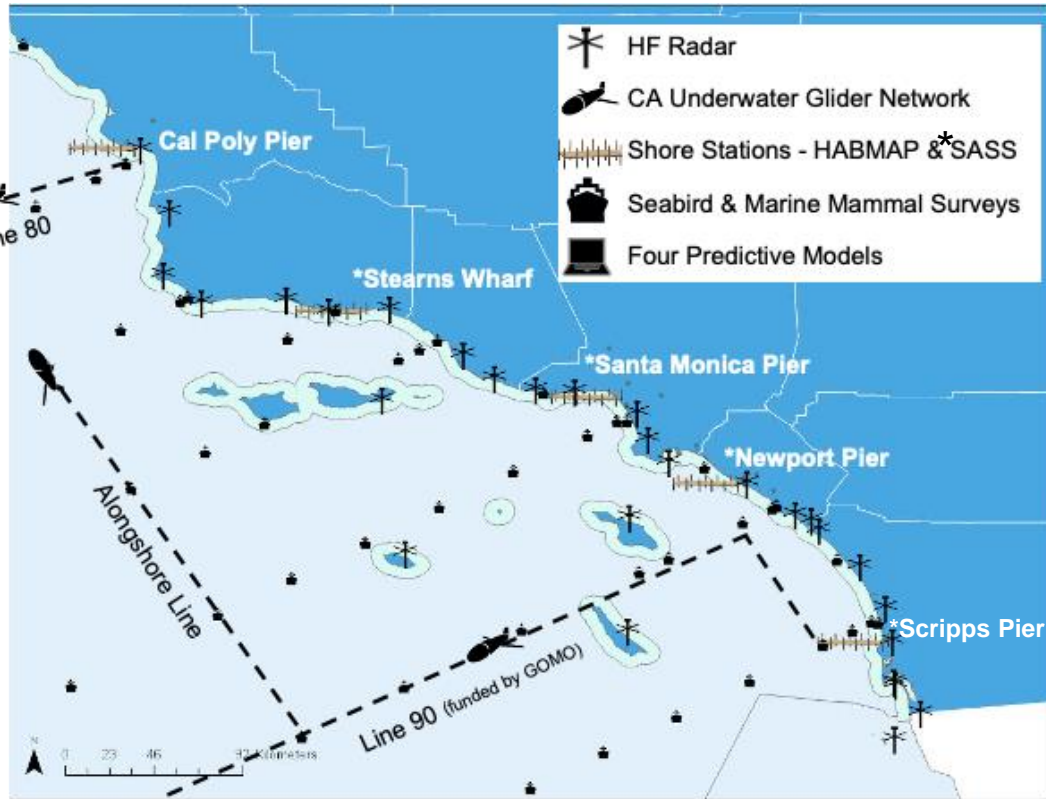 HF Radar
CA Underwater Glider Network
Shore Stations - HABMAP &*SASS
Seabird & Marine Mammal Surveys
Four Predictive Models
Cal Poly Pier
ne 80
*Stearns Wharf
*Santa Monica Pier
*Newport Pier
Alongshore Line
*Scripps Pier
Line 90 (funded by GOMO)
N
0 23 46 92 Kilometers